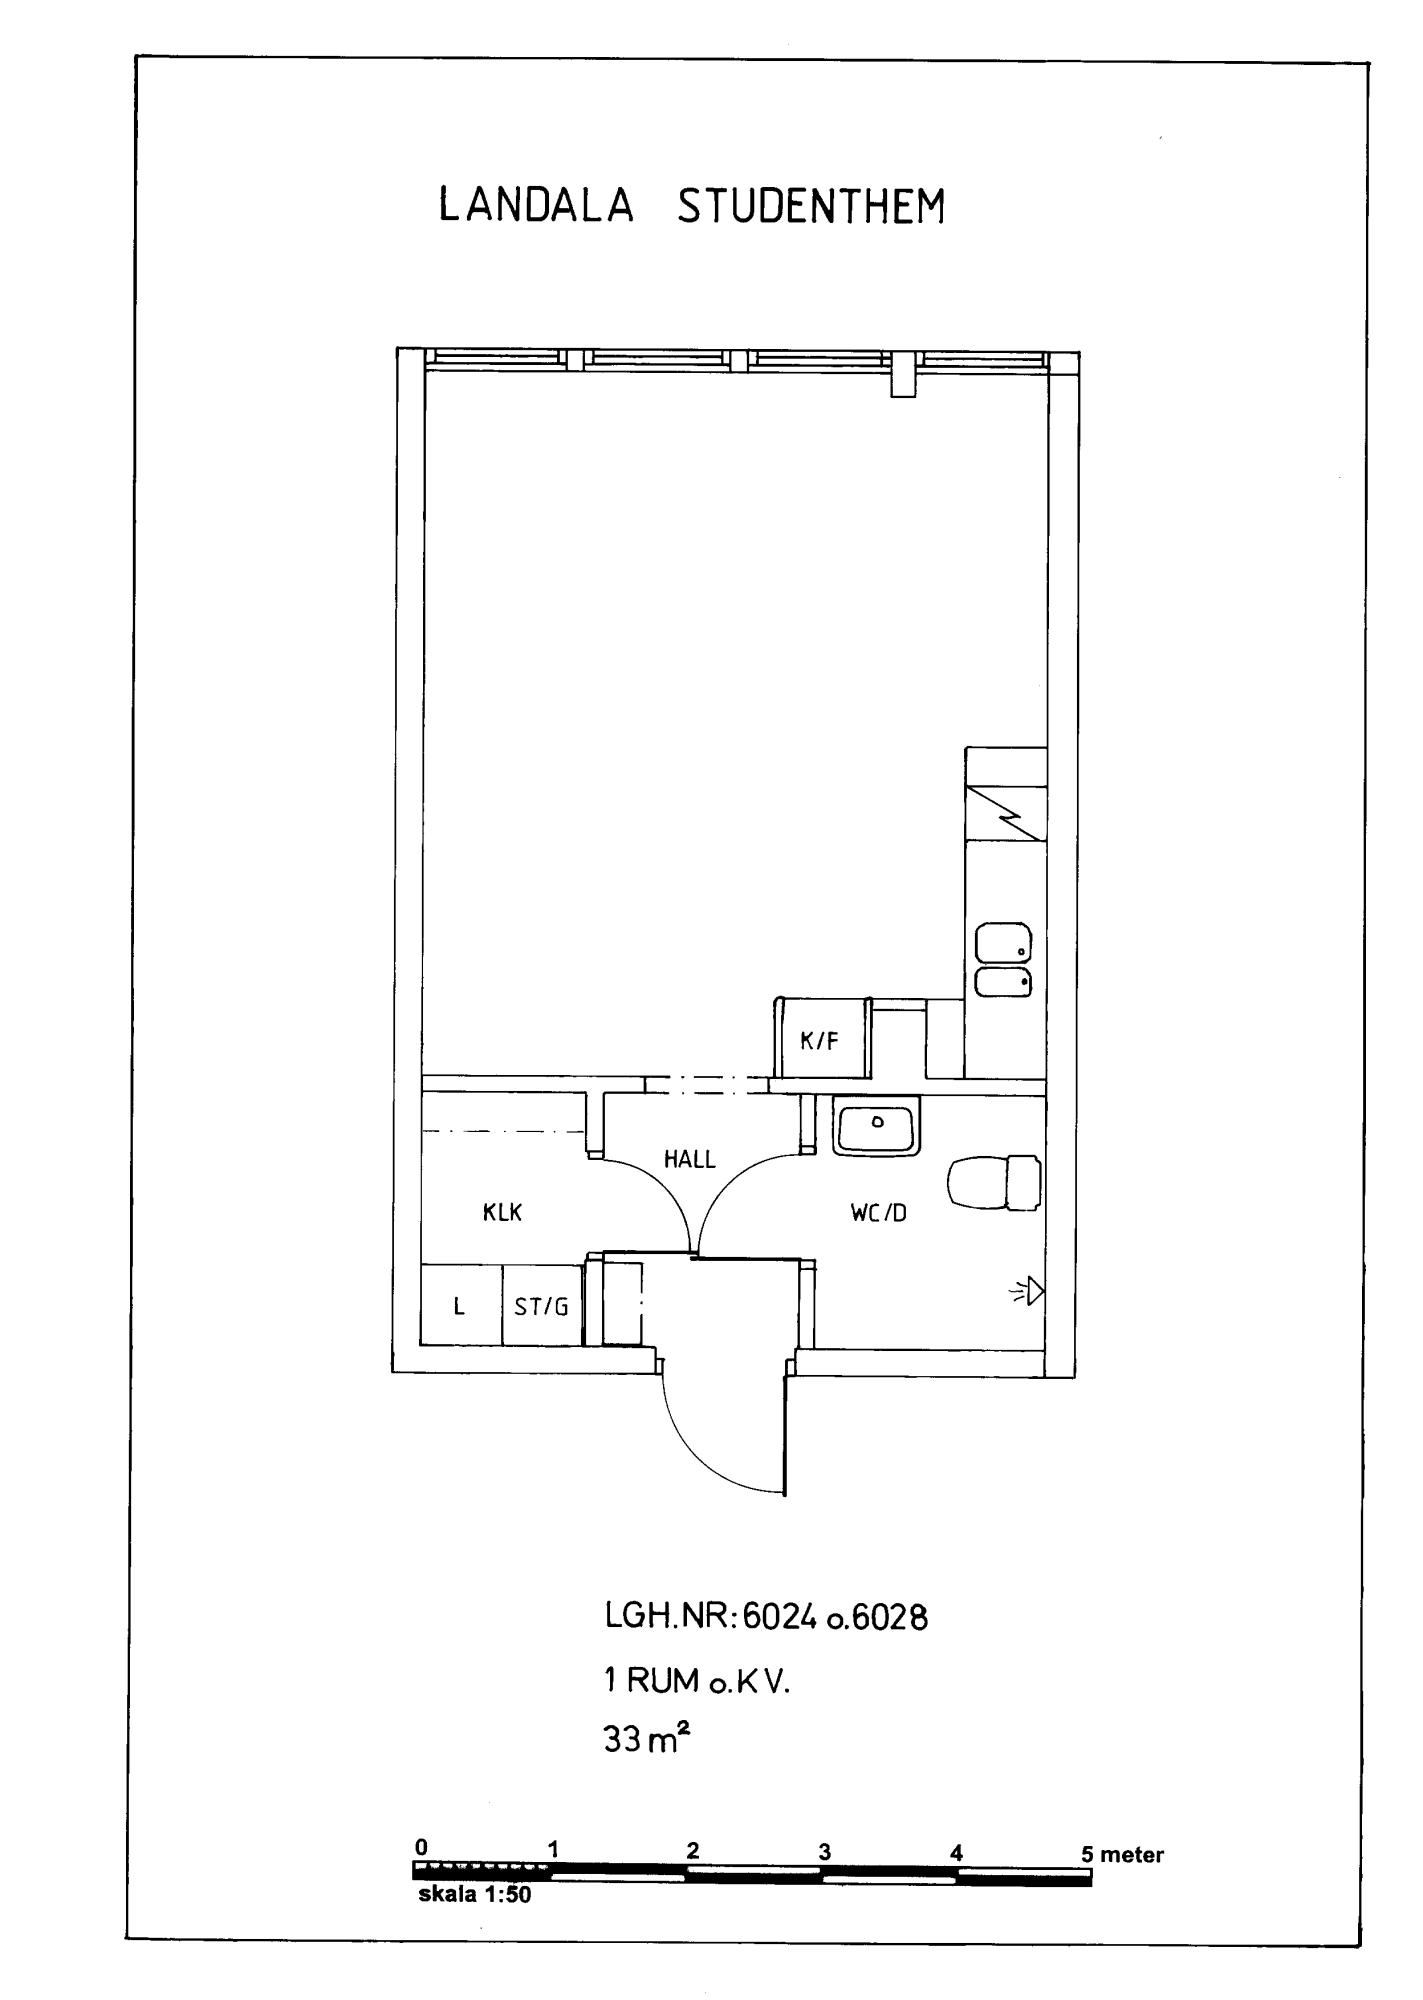 LANDALA STUDENTHEM
K/F
HALL
KLK
WC/D
L
ST/G
LGH.NR:6024 o.6028
1 RUM o.KV.
33 m²
0 1 2 3 4 5 meter
skala 1:50